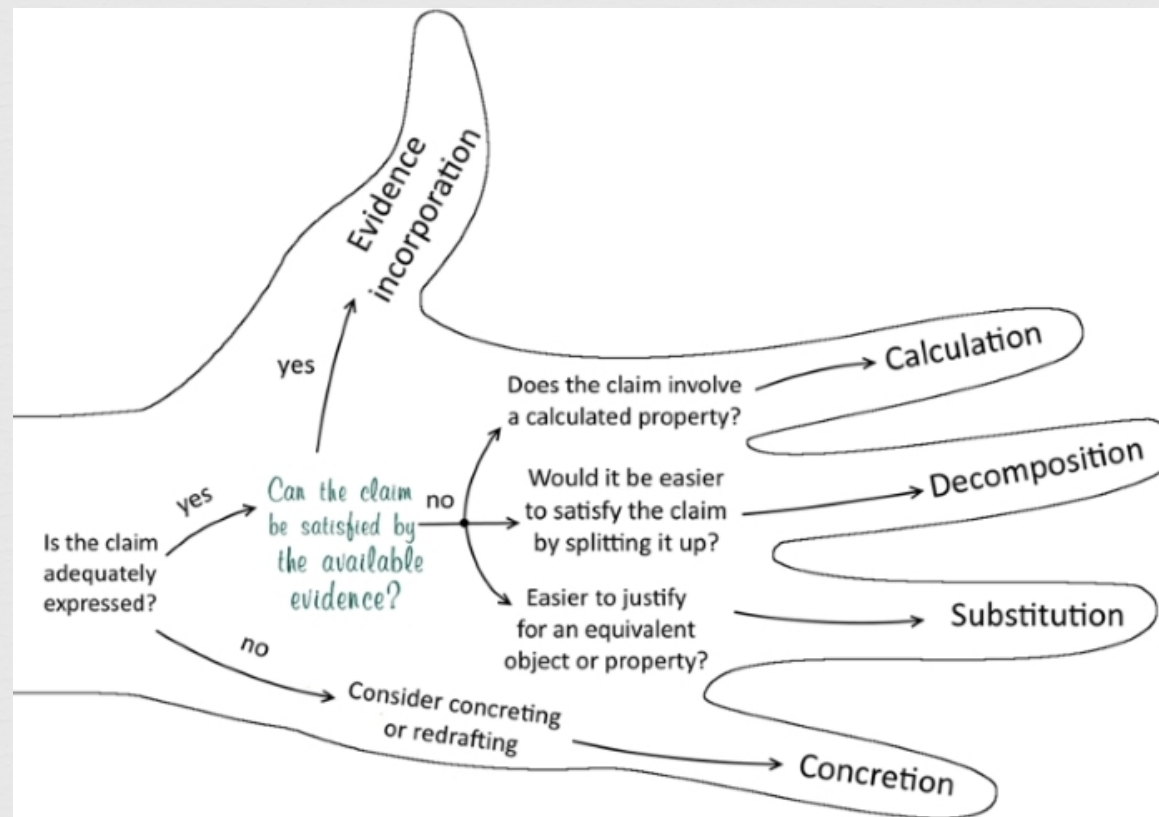 Evidence
incorporation
yes
Does the claim involve
a calculated property?
Calculation
Would it be easier
to satisfy the claim
by splitting it up?
Decomposition
yes
Can the claim
be satisfied by
the available
evidence?
no
Is the claim
adequately
expressed?
Easier to justify
for an equivalent
object or property?
Substitution
no
Consider concreting
or redrafting
Concretion